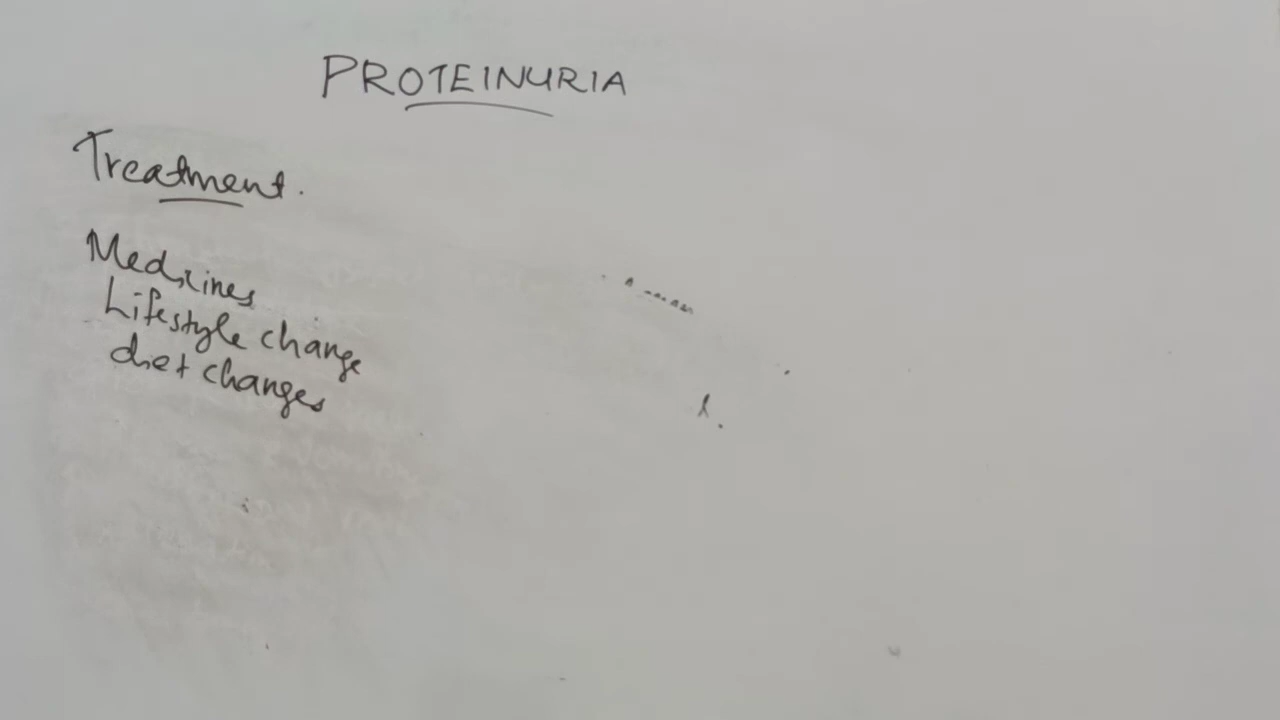 PROTEINURIA
Treatment.
Medicines
Lifestyle change
diet changes